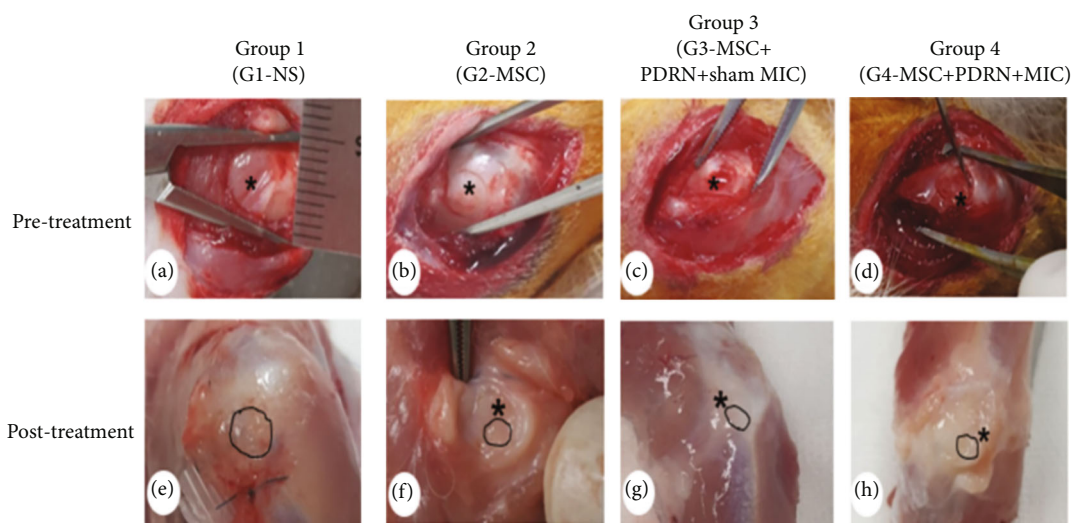 Group 1
(G1-NS)
Group 2
(G2-MSC)
Group 3
(G3-MSC+
PDRN+sham MIC)
Group 4
(G4-MSC+PDRN+MIC)
Pre-treatment
*
*
*
*
(a)
(b)
(c)
(d)
Post-treatment
*
*
*
(e)
(f)
(g)
(h)